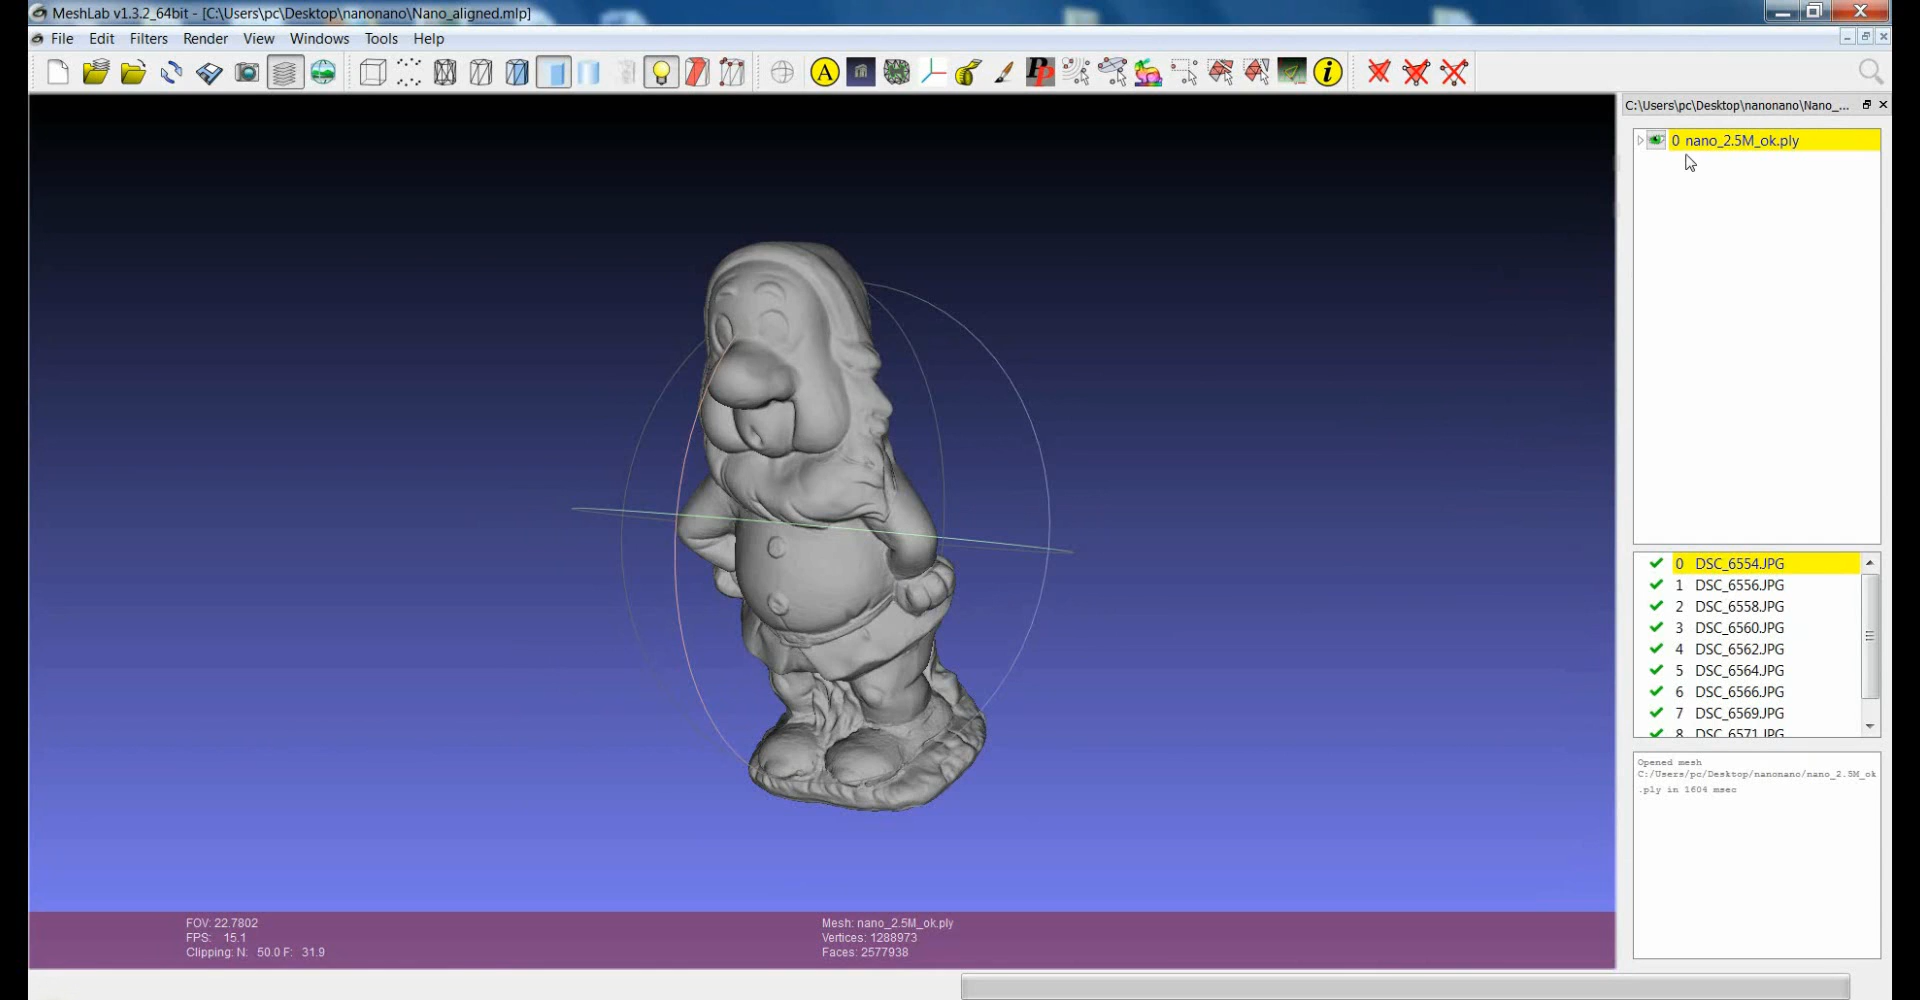 MeshLab v1.3.2_64bit - [C:\Users\pc\Desktop\nanonano\Nano_aligned.mlp]
File Edit Filters Render View Windows Tools Help
C:\Users\pc\Desktop\nanonano\Nano_...
0 nano_2.5M_ok.ply
0 DSC_6554.JPG
1 DSC_6556.JPG
2 DSC_6558.JPG
3 DSC_6560.JPG
4 DSC_6562.JPG
5 DSC_6564.JPG
6 DSC_6566.JPG
7 DSC_6569.JPG
8 DSC_6571.JPG
Opened mesh
C:/Users/pc/Desktop/nanonano/nano_2.5M_ok
.ply in 1604 msec
FOV: 22.7802
FPS: 15.1
Clipping: N: 50.0 F: 31.9
Mesh: nano_2.5M_ok.ply
Vertices: 1288973
Faces: 2577938